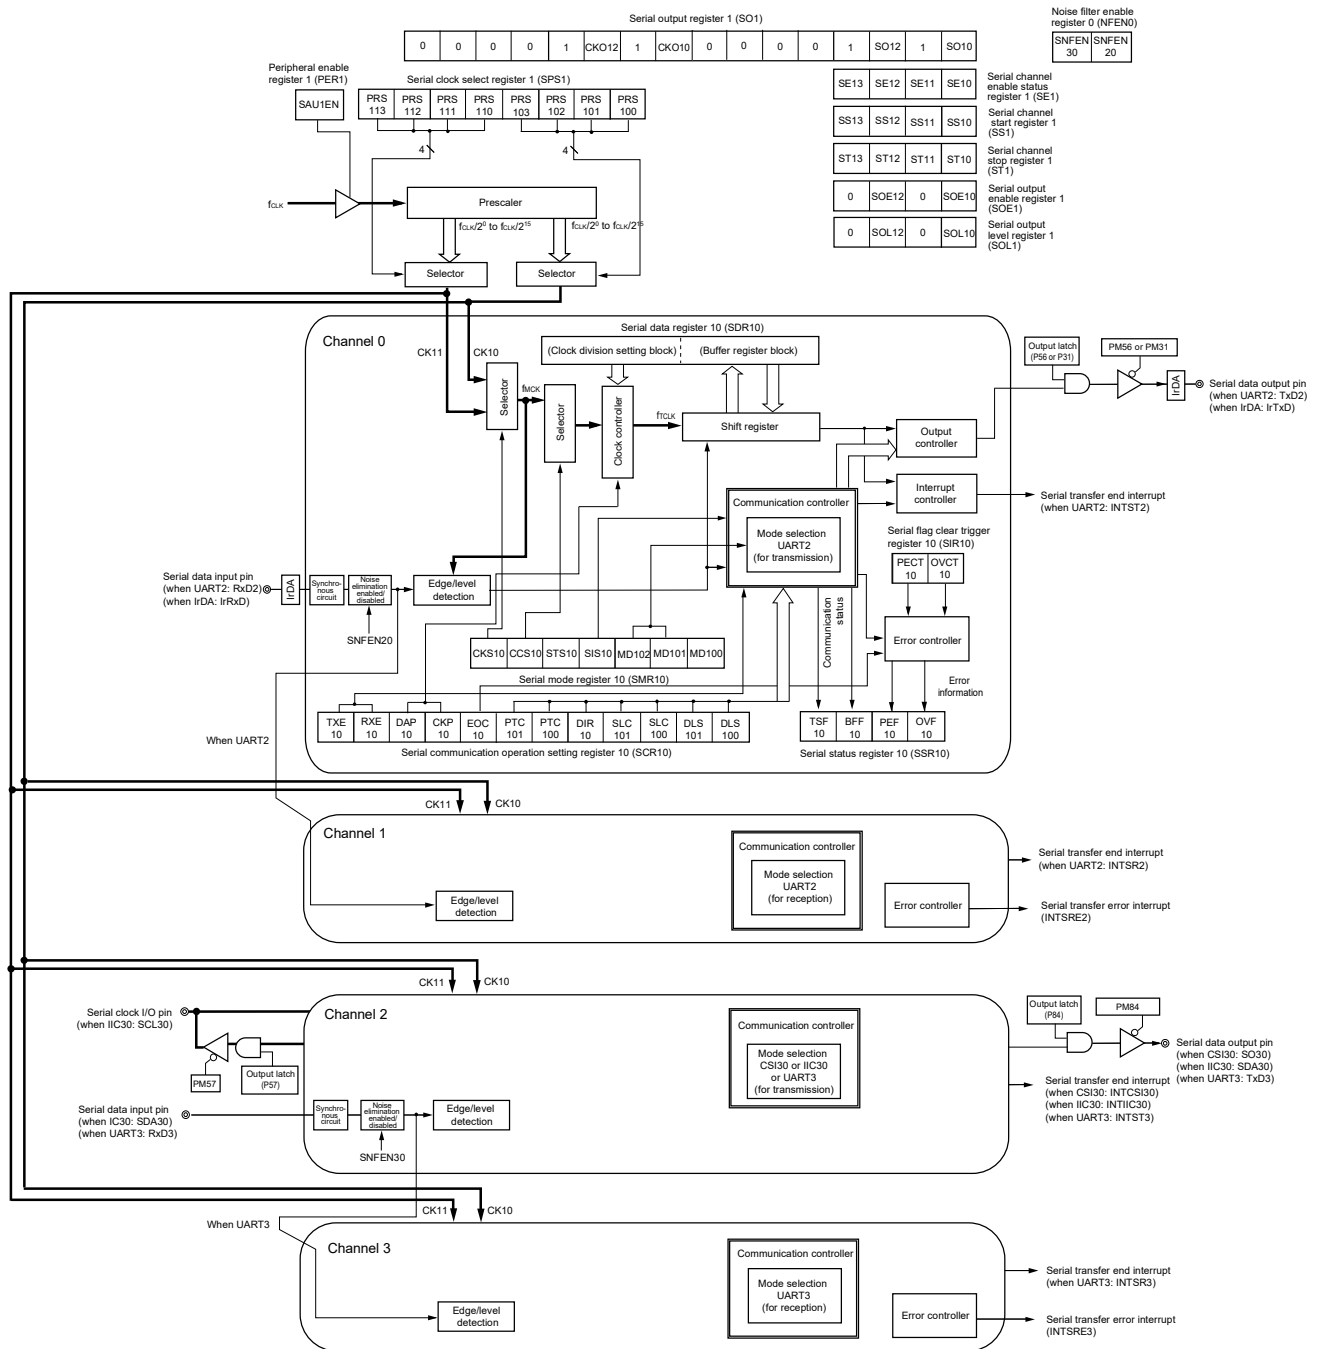 Serial output register 1 (SO1)
0 0 0 0 1 CKO12 1 CKO10 0 0 0 0 1 SO12 1 SO10
Noise filter enable
register 0 (NFEN0)
SNFEN SNFEN
30 20
Peripheral enable
register 1 (PER1)
SAU1EN
Serial clock select register 1 (SPS1)
PRS PRS PRS PRS PRS PRS PRS PRS
113 112 111 110 103 102 101 100
4 4
SE13 SE12 SE11 SE10
Serial channel
enable status
register 1 (SE1)
SS13 SS12 SS11 SS10
Serial channel
start register 1
(SS1)
ST13 ST12 ST11 ST10
Serial channel
stop register 1
(ST1)
0 SOE12 0 SOE10
Serial output
enable register 1
(SOE1)
0 SOL12 0 SOL10
Serial output
level register 1
(SOL1)
fCLK
Prescaler
fCLK/2⁰ to fCLK/2¹⁵ fCLK/2⁰ to fCLK/2¹⁵
Selector Selector
Channel 0
CK11
CK10
Serial data register 10 (SDR10)
(Clock division setting block) (Buffer register block)
Selector
fMCK
Selector
Clock controller
fTCLK
Shift register
Output
controller
Output latch
(P56 or P31)
PM56 or PM31
IrDA
Serial data output pin
(when UART2: TxD2)
(when IrDA: IrTxD)
Interrupt
controller
Serial transfer end interrupt
(when UART2: INTST2)
Communication controller
Mode selection
UART2
(for transmission)
Serial flag clear trigger
register 10 (SIR10)
PECT OVCT
10 10
Serial data input pin
(when UART2: RxD2)
(when IrDA: IrRxD)
IrDA
Synchro-
nous
circuit
Noise
elimination
enabled/
disabled
SNFEN20
Edge/level
detection
Communication
status
Error controller
Error
information
CKS10 CCS10 STS10 SIS10 MD102 MD101 MD100
Serial mode register 10 (SMR10)
When UART2
TXE RXE DAP CKP EOC PTC PTC DIR SLC SLC DLS DLS
10 10 10 10 10 101 100 10 101 100 101 100
Serial communication operation setting register 10 (SCR10)
TSF BFF PEF OVF
10 10 10 10
Serial status register 10 (SSR10)
CK11 CK10
Channel 1
Communication controller
Mode selection
UART2
(for reception)
Edge/level
detection
Error controller
Serial transfer end interrupt
(when UART2: INTSR2)
Serial transfer error interrupt
(INTSRE2)
CK11 CK10
Channel 2
Serial clock I/O pin
(when IIC30: SCL30)
PM57
Output latch
(P57)
Serial data input pin
(when IC30: SDA30)
(when UART3: RxD3)
Synchro-
nous
circuit
Noise
elimination
enabled/
disabled
SNFEN30
Edge/level
detection
Communication controller
Mode selection
CSI30 or IIC30
or UART3
(for transmission)
Output latch
(P84)
PM84
Serial data output pin
(when CSI30: SO30)
(when IIC30: SDA30)
(when UART3: TxD3)
Serial transfer end interrupt
(when CSI30: INTCSI30)
(when IIC30: INTIIC30)
(when UART3: INTST3)
CK11 CK10
When UART3
Channel 3
Communication controller
Mode selection
UART3
(for reception)
Edge/level
detection
Error controller
Serial transfer end interrupt
(when UART3: INTSR3)
Serial transfer error interrupt
(INTSRE3)